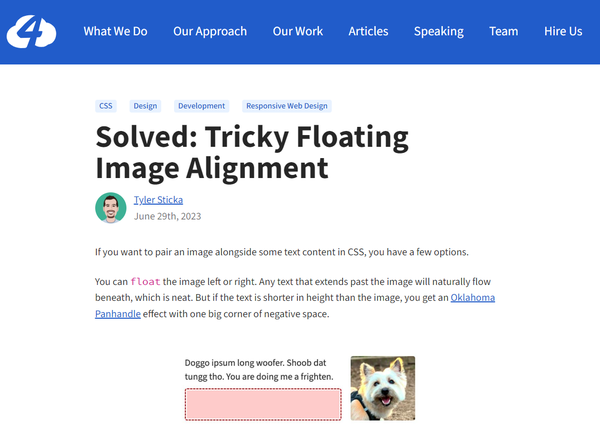 4
What We Do Our Approach Our Work Articles Speaking Team Hire Us
CSS Design Development Responsive Web Design
Solved: Tricky Floating
Image Alignment
Tyler Sticka
June 29th, 2023
If you want to pair an image alongside some text content in CSS, you have a few options.
You can float the image left or right. Any text that extends past the image will naturally flow
beneath, which is neat. But if the text is shorter in height than the image, you get an Oklahoma
Panhandle effect with one big corner of negative space.
Doggo ipsum long woofer. Shoob dat
tungg tho. You are doing me a frighten.